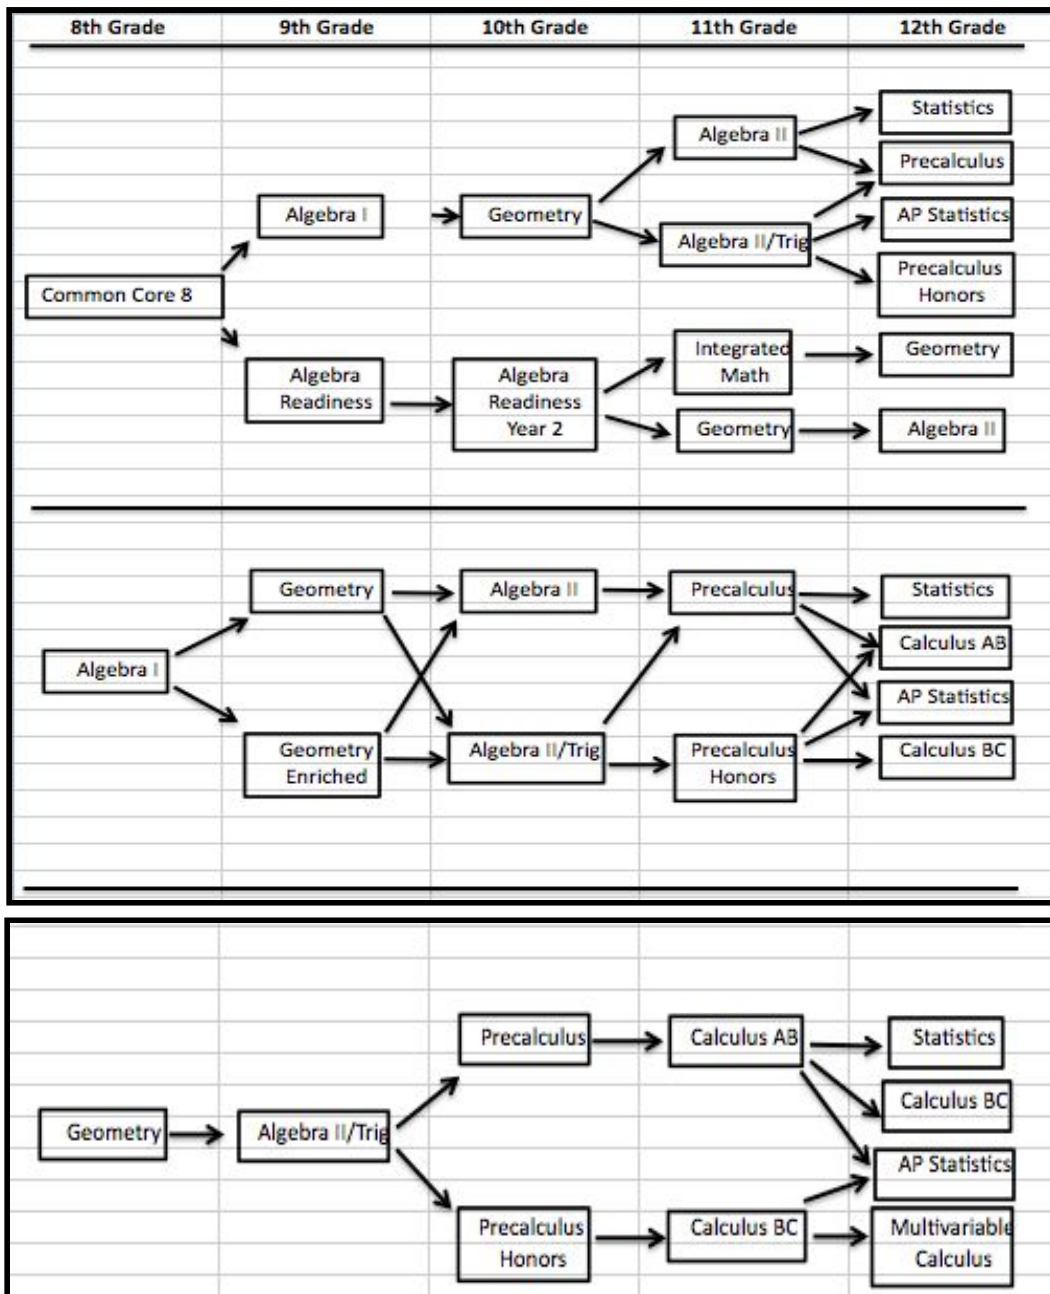 8th Grade 9th Grade 10th Grade 11th Grade 12th Grade
Statistics
Algebra II
Precalculus
Algebra I
Geometry
AP Statistics
Algebra II/Trig
Common Core 8
Precalculus
Honors
Integrated
Math
Geometry
Algebra
Readiness
Algebra
Readiness
Year 2
Geometry
Algebra II
Geometry
Algebra II
Precalculus
Statistics
Calculus AB
Algebra I
AP Statistics
Geometry
Enriched
Algebra II/Trig
Precalculus
Honors
Calculus BC
Precalculus
Calculus AB
Statistics
Calculus BC
Geometry
Algebra II/Trig
AP Statistics
Precalculus
Honors
Calculus BC
Multivariable
Calculus